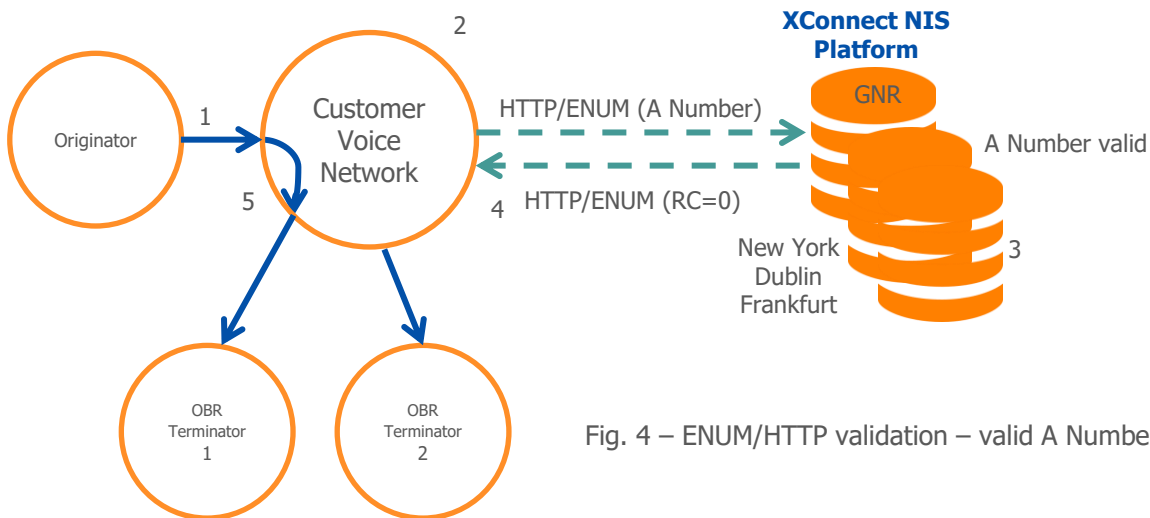 2
XConnect NIS
Platform
1
Originator
Customer
Voice
Network
HTTP/ENUM (A Number)
GNR
A Number valid
5
4
HTTP/ENUM (RC=0)
New York
Dublin
Frankfurt
3
OBR
Terminator
1
OBR
Terminator
2
Fig. 4 – ENUM/HTTP validation – valid A Numbe